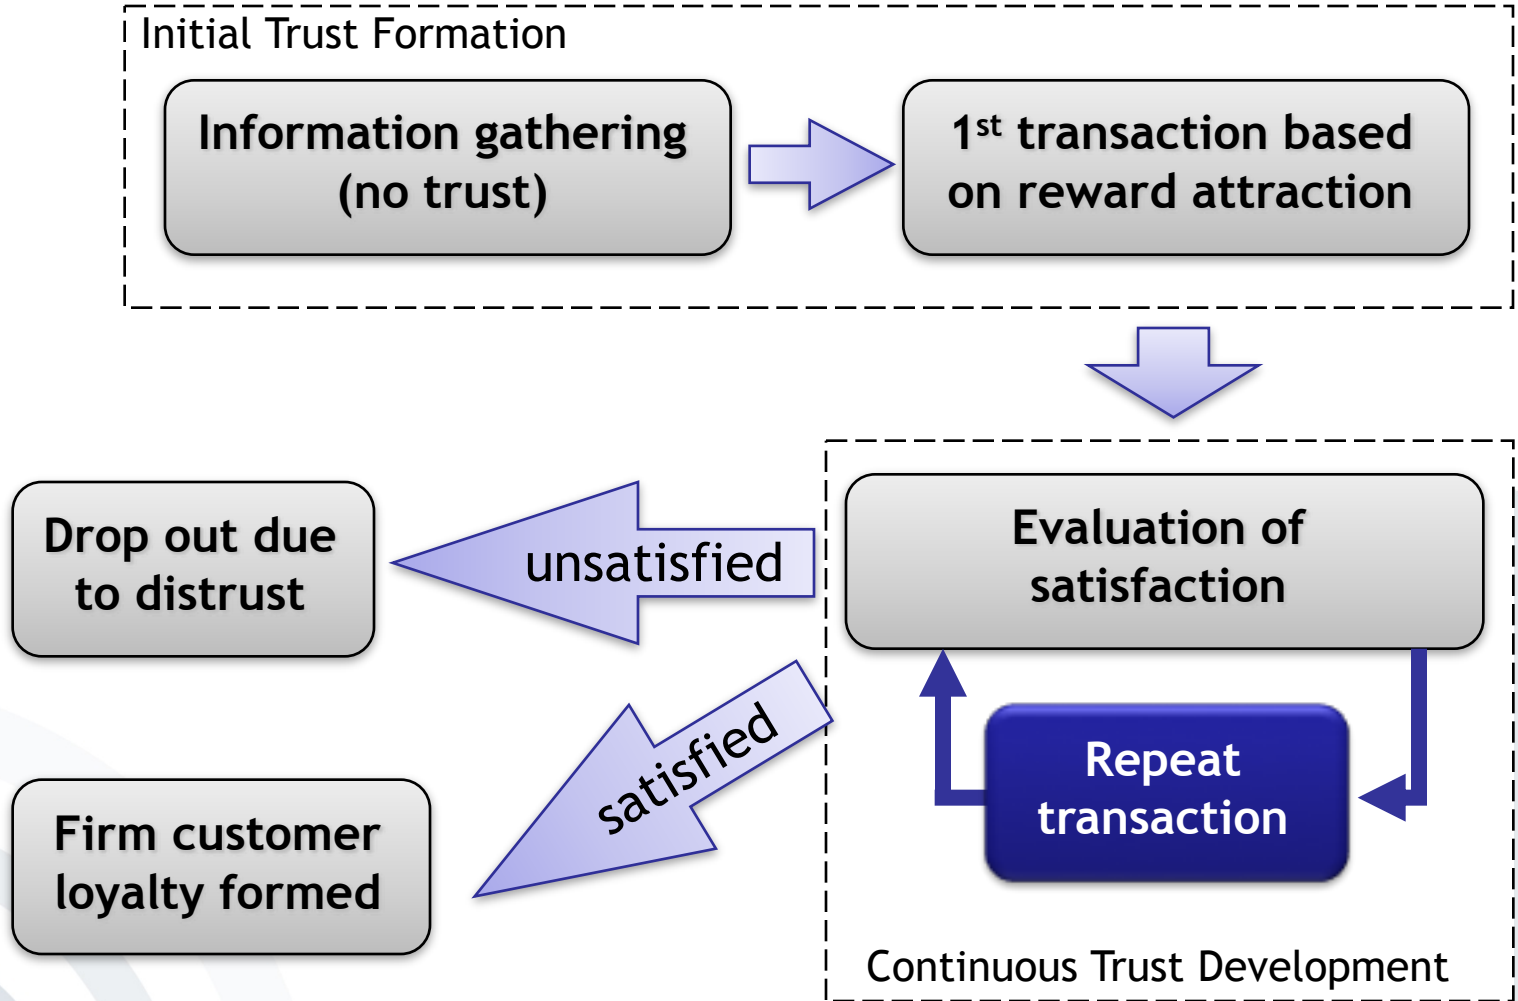 Initial Trust Formation
Information gathering
(no trust)
1st transaction based
on reward attraction
Evaluation of
satisfaction
unsatisfied
Drop out due
to distrust
Repeat
transaction
satisfied
Firm customer
loyalty formed
Continuous Trust Development